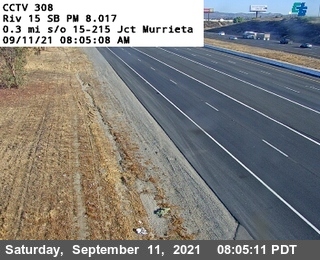 CCTV 308
Riv 15 SB PM 8.017
0.3 mi s/o 15-215 Jct Murrieta
09/11/21 08:05:08 AM
Saturday, September 11, 2021 08:05:11 PDT